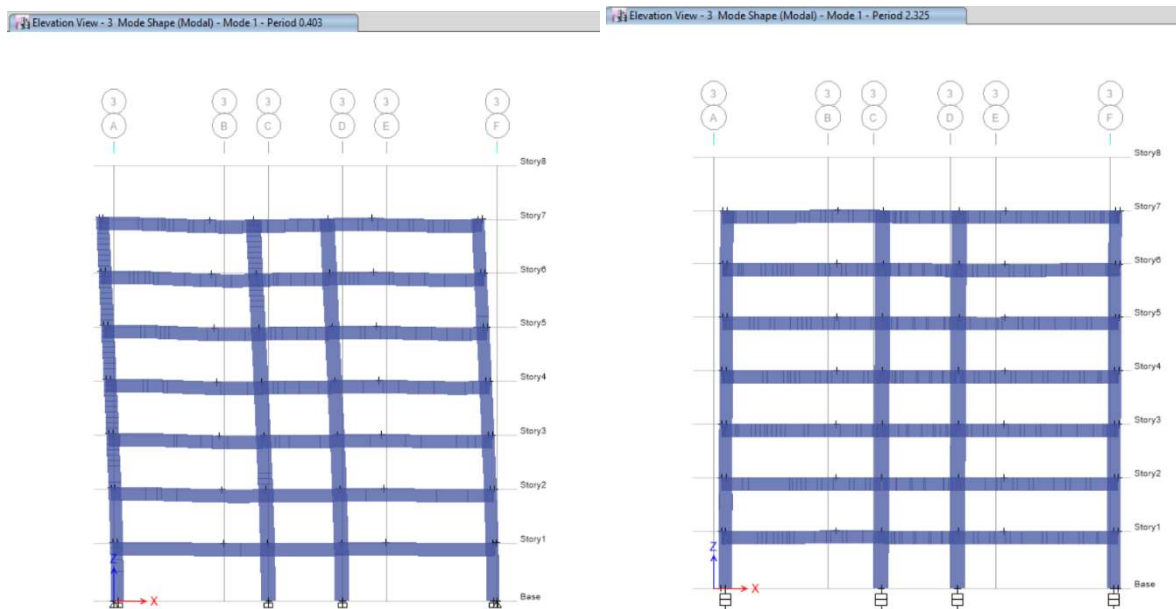 Elevation View - 3 Mode Shape (Modal) - Mode 1 - Period 0.403
3 3 3 3 3 3
A B C D E F
Story8
Story7
Story6
Story5
Story4
Story3
Story2
Story1
Z
X
Base
Elevation View - 3 Mode Shape (Modal) - Mode 1 - Period 2.325
3 3 3 3 3 3
A B C D E F
Story8
Story7
Story6
Story5
Story4
Story3
Story2
Story1
Z
X
Base